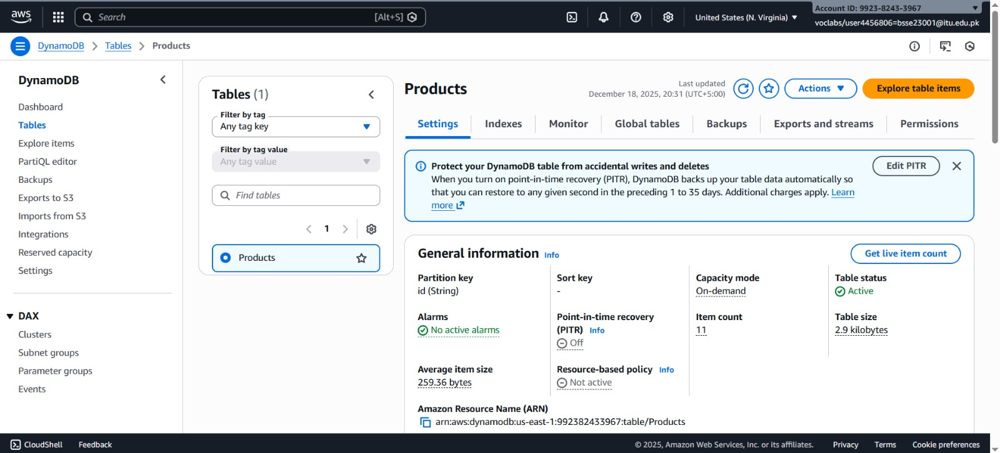 aws
Search
[Alt+S]
United States (N. Virginia)
Account ID: 9923-8243-3967
voclabs/user4456806=bsse23001@itu.edu.pk
DynamoDB
Tables
Products
DynamoDB
Dashboard
Tables
Explore items
PartiQL editor
Backups
Exports to S3
Imports from S3
Integrations
Reserved capacity
Settings
DAX
Clusters
Subnet groups
Parameter groups
Events
Tables (1)
Filter by tag
Any tag key
Filter by tag value
Any tag value
Find tables
1
Products
Products
Last updated
December 18, 2025, 20:31 (UTC+5:00)
Actions
Explore table items
Settings
Indexes
Monitor
Global tables
Backups
Exports and streams
Permissions
Protect your DynamoDB table from accidental writes and deletes
When you turn on point-in-time recovery (PITR), DynamoDB backs up your table data automatically so
that you can restore to any given second in the preceding 1 to 35 days. Additional charges apply. Learn
more
Edit PITR
General information Info
Get live item count
Partition key
id (String)
Sort key
-
Capacity mode
On-demand
Table status
Active
Alarms
No active alarms
Point-in-time recovery
(PITR) Info
Off
Item count
11
Table size
2.9 kilobytes
Average item size
259.36 bytes
Resource-based policy Info
Not active
Amazon Resource Name (ARN)
arn:aws:dynamodb:us-east-1:992382433967:table/Products
CloudShell
Feedback
© 2025, Amazon Web Services, Inc. or its affiliates.
Privacy
Terms
Cookie preferences